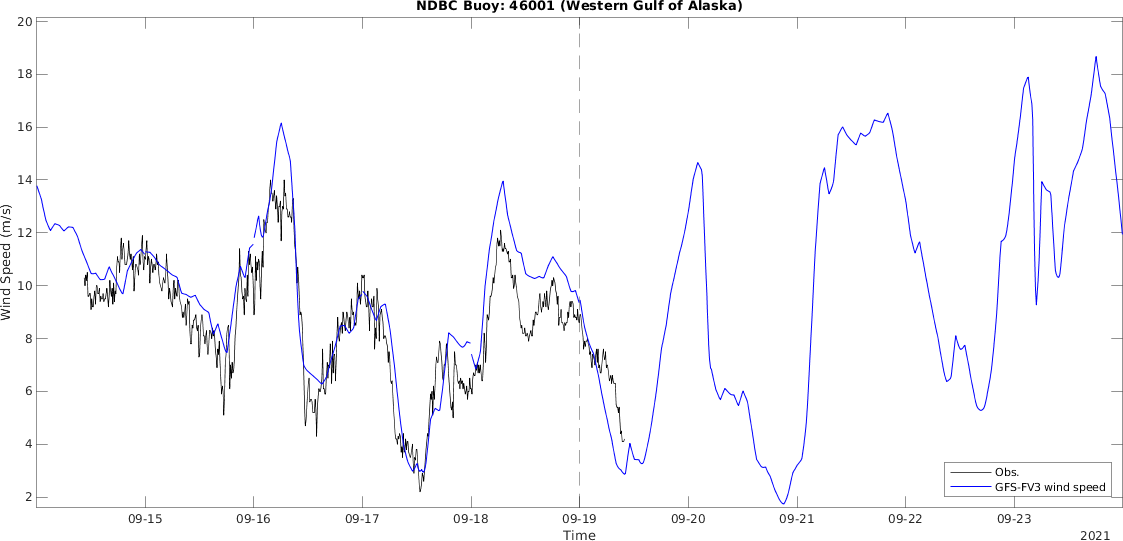 NDBC Buoy: 46001 (Western Gulf of Alaska)
20
18
16
14
12
10
8
6
4
2
Wind Speed (m/s)
Obs.
GFS-FV3 wind speed
09-15 09-16 09-17 09-18 09-19 09-20 09-21 09-22 09-23
Time
2021